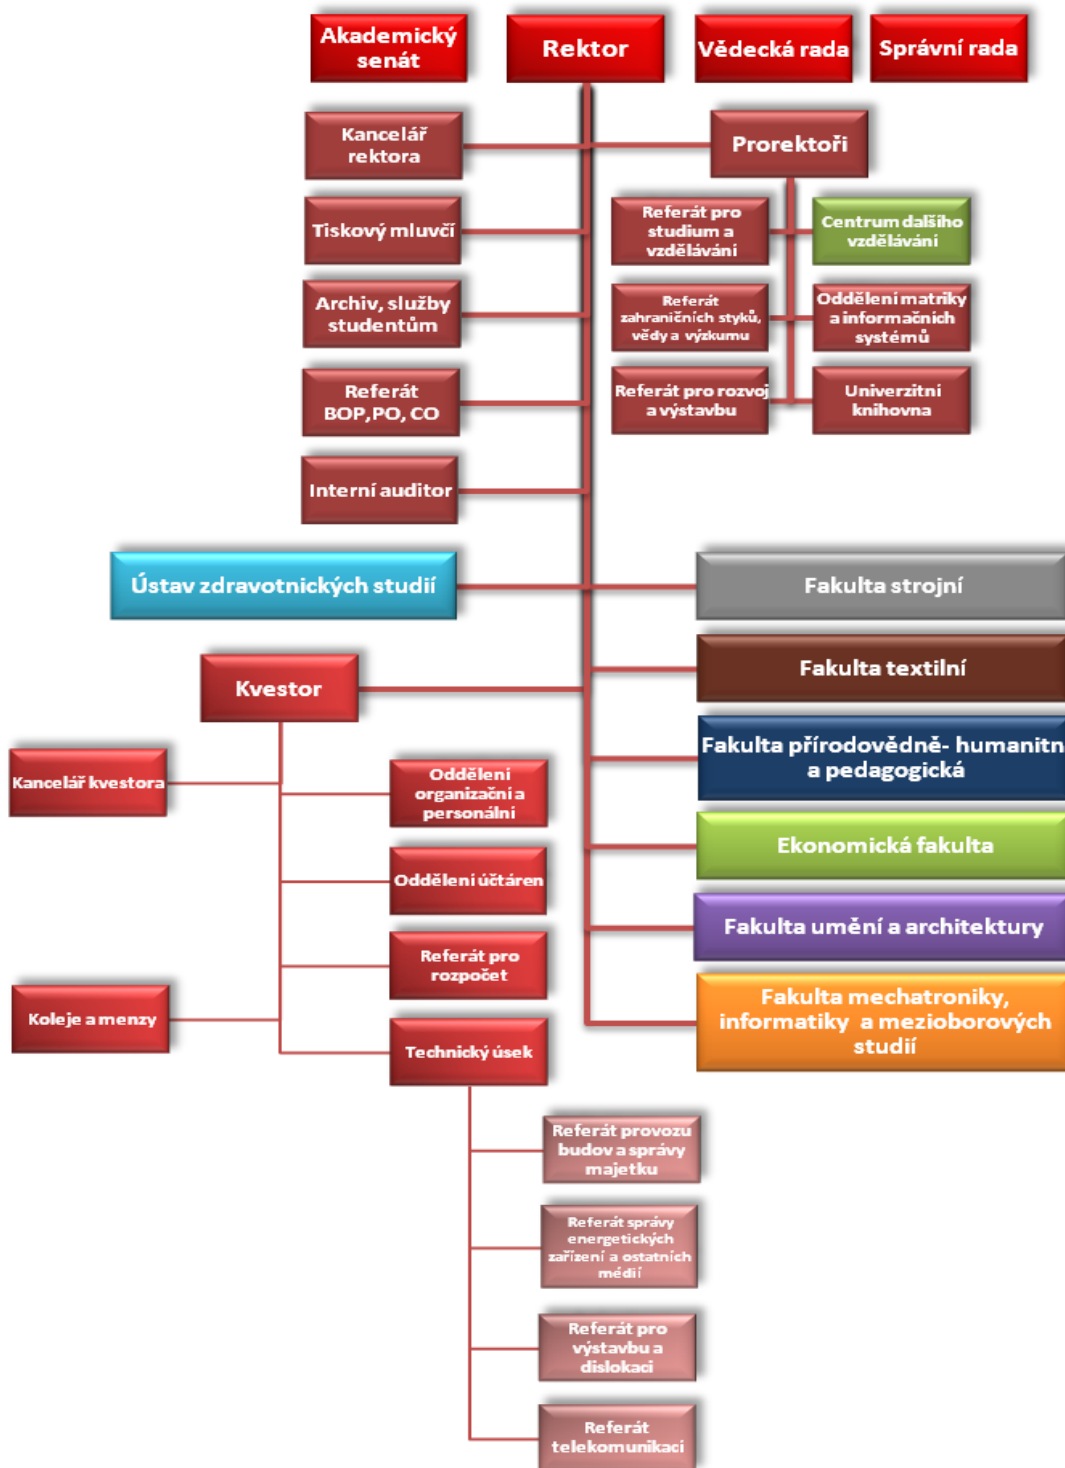 Akademický
senát
Rektor
Vědecká rada
Správní rada
Kancelář
rektora
Prorektoři
Tiskový mluvčí
Referát pro
studium a
vzdělávání
Centrum dalšího
vzdělávání
Archiv, služby
studentům
Referát
zahraničních styků,
vědy a výzkumu
Oddělení matriky
a informačních
systémů
Referát
BOP,PO, CO
Referát pro rozvoj
a výstavbu
Univerzitní
knihovna
Interní auditor
Ústav zdravotnických studií
Fakulta strojní
Kvestor
Fakulta textilní
Fakulta přírodovědně- humanitn
a pedagogická
Kancelář kvestora
Oddělení
organizační a
personální
Ekonomická fakulta
Oddělení účtáren
Fakulta umění a architektury
Referát pro
rozpočet
Koleje a menzy
Fakulta mechatroniky,
informatiky a mezioborových
studií
Technický úsek
Referát provozu
budov a správy
majetku
Referát správy
energetických
zařízení a ostatních
médií
Referát pro
výstavbu a
dislokaci
Referát
telekomunikací